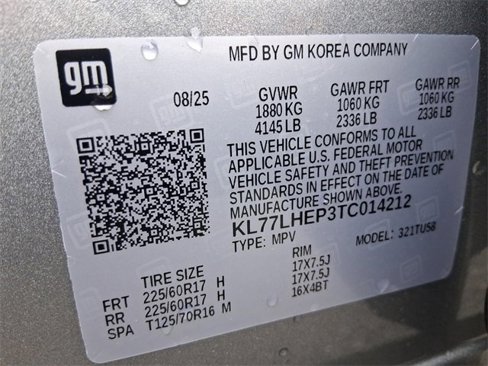 gm
MFD BY GM KOREA COMPANY
08/25 GVWR GAWR FRT GAWR RR
1880 KG 1060 KG 1060 KG
4145 LB 2336 LB 2336 LB
THIS VEHICLE CONFORMS TO ALL
APPLICABLE U.S. FEDERAL MOTOR
VEHICLE SAFETY AND THEFT PREVENTION
STANDARDS IN EFFECT ON THE DATE OF
MANUFACTURE SHOWN ABOVE.
KL77LHEP3TC014212
TYPE: MPV MODEL: 321TU58
TIRE SIZE RIM
FRT 225/60R17 H 17X7.5J
RR 225/60R17 H 17X7.5J
SPA T125/70R16 M 16X4BT